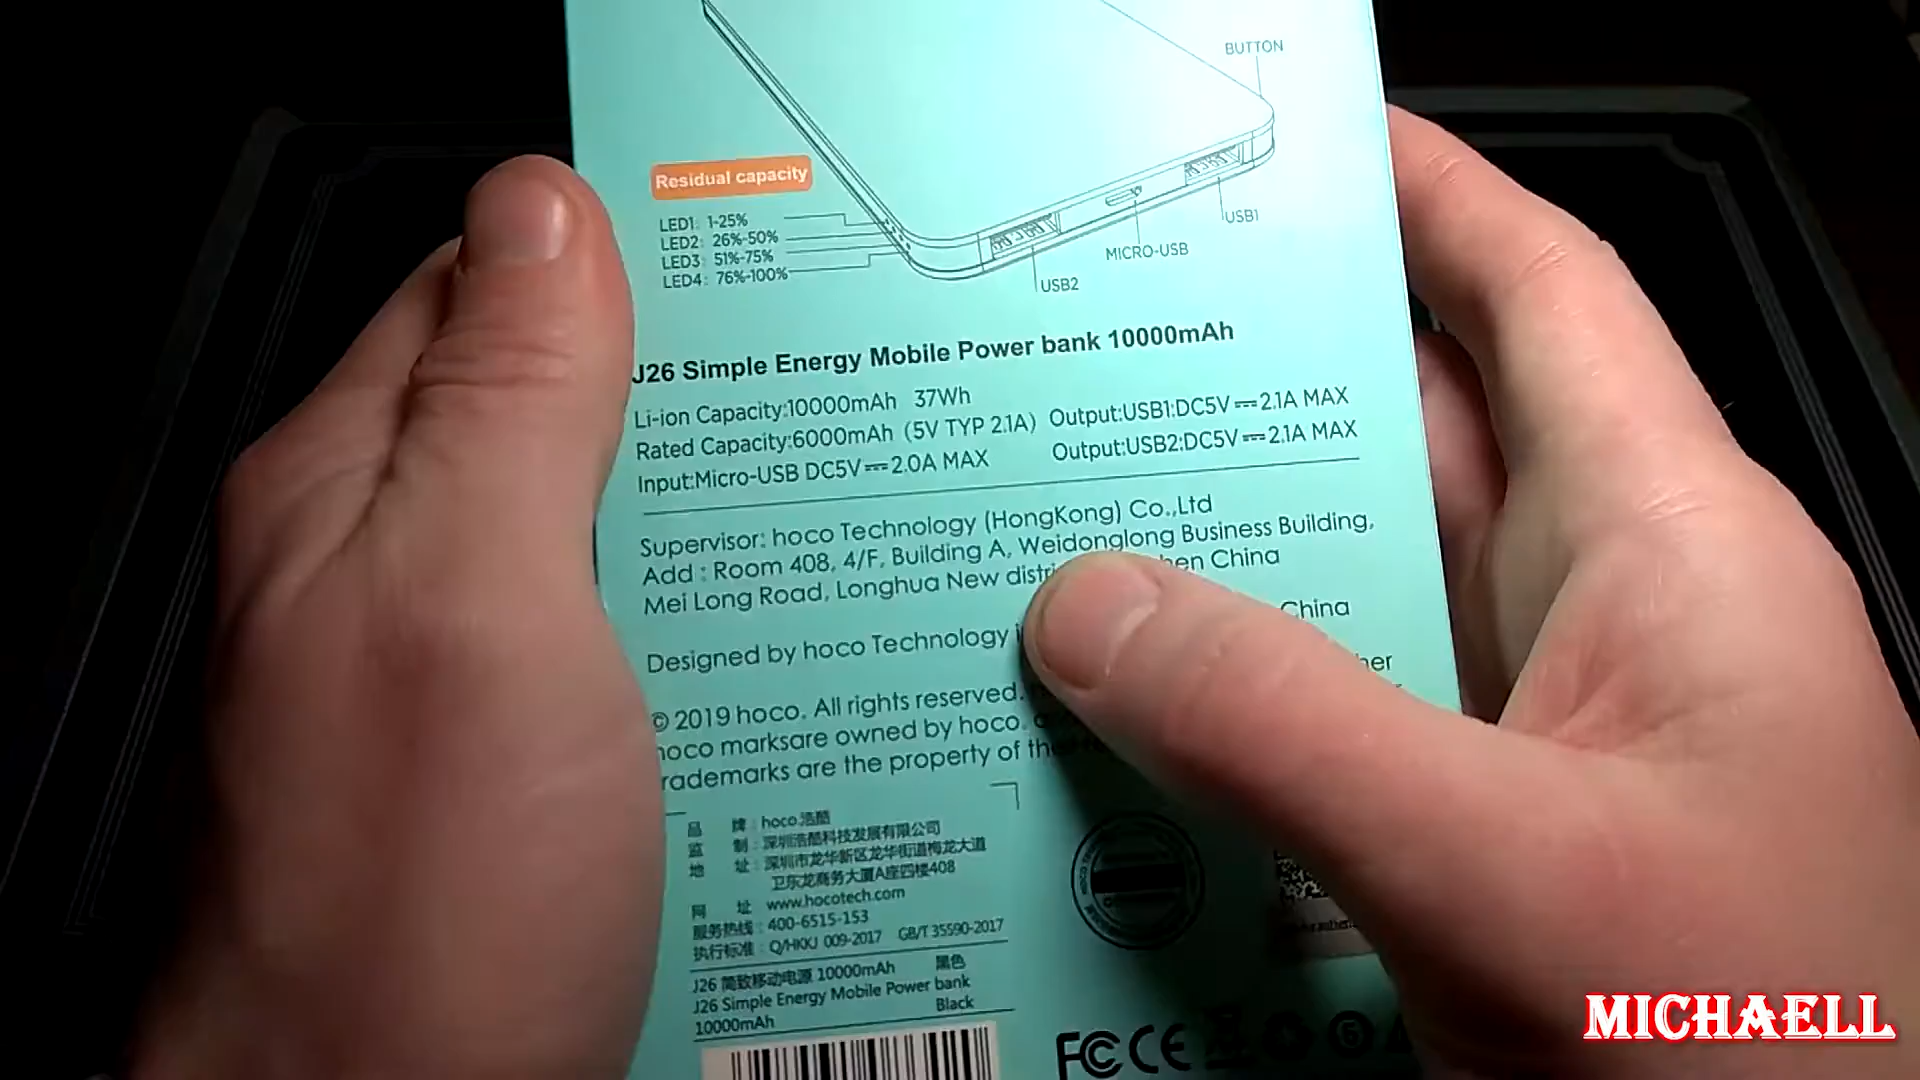 BUTTON
Residual capacity
LED1: 1-25%
LED2: 26%-50%
LED3: 51%-75%
LED4: 76%-100%
USB1
MICRO-USB
USB2
J26 Simple Energy Mobile Power bank 10000mAh
Li-ion Capacity:10000mAh 37Wh
Rated Capacity:6000mAh (5V TYP 2.1A)
Input:Micro-USB DC5V⎓2.0A MAX
Output:USB1:DC5V⎓2.1A MAX
Output:USB2:DC5V⎓2.1A MAX
Supervisor: hoco Technology (HongKong) Co.,Ltd
Add : Room 408, 4/F, Building A, Weidonglong Business Building,
Mei Long Road, Longhua New China
Designed by hoco Technology China
© 2019 hoco. All rights reserved.
hoco marksare owned by hoco.
are the property of
品 牌: hoco.浩酷
监 制: 深圳浩酷科技发展有限公司
地 址: 深圳市龙华新区龙华街道梅龙大道
卫东龙商务大厦A座四楼408
网 址: www.hocotech.com
服务热线: 400-6515-153
执行标准: Q/HKKJ 009-2017 GB/T 35590-2017
J26 简致移动电源 10000mAh 黑色
J26 Simple Energy Mobile Power bank
10000mAh Black
FC CE
MICHAELL